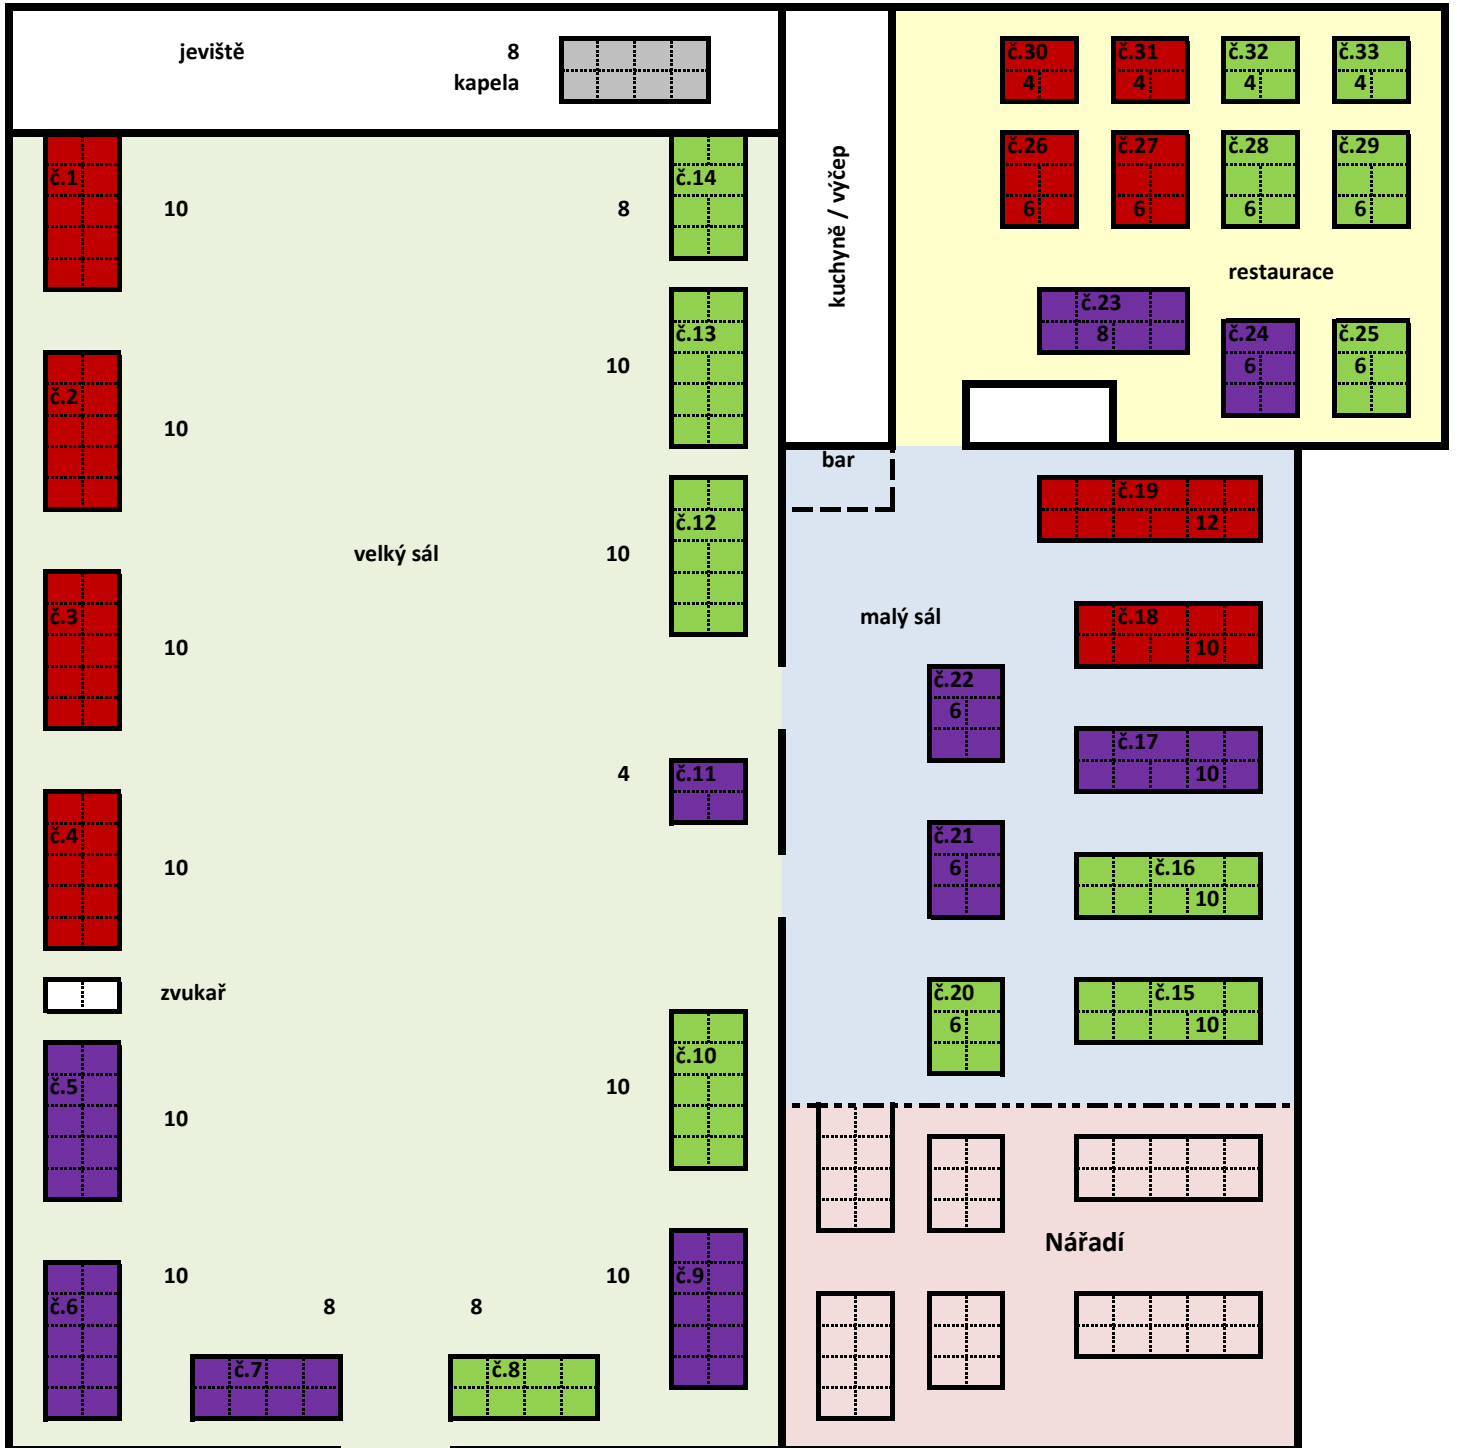 jeviště
8
kapela
č.30
4
č.31
4
č.32
4
č.33
4
č.1
10
č.14
8
kuchyně / výčep
č.26
6
č.27
6
č.28
6
č.29
6
restaurace
č.23
8
č.24
6
č.25
6
č.13
10
č.2
10
bar
č.19
12
č.12
10
velký sál
malý sál
č.3
10
č.18
10
č.22
6
č.17
10
č.11
4
č.4
10
č.21
6
č.16
10
zvukař
č.20
6
č.15
10
č.10
10
č.5
10
Nářadí
č.6
10
8
č.7
8
č.8
10
č.9